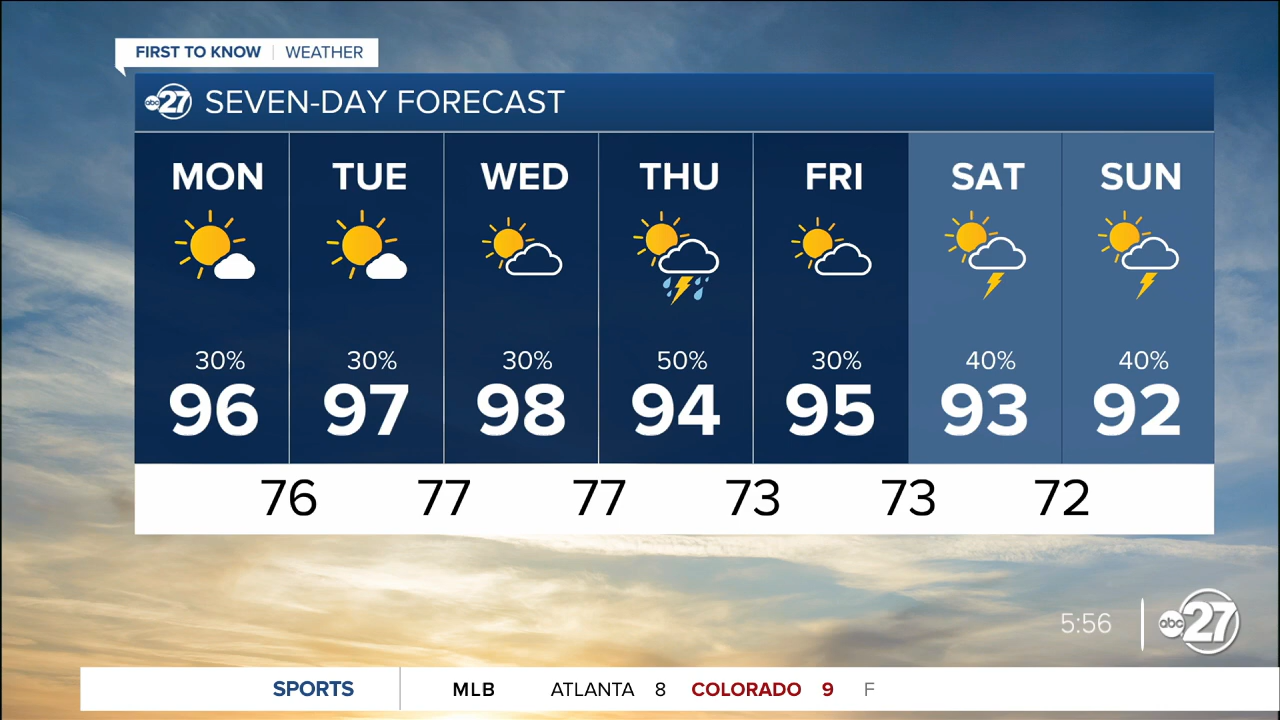 FIRST TO KNOW | WEATHER
abc 27 SEVEN-DAY FORECAST
MON TUE WED THU FRI SAT SUN
30% 30% 30% 50% 30% 40% 40%
96 97 98 94 95 93 92
76 77 77 73 73 72
5:56 abc 27
SPORTS MLB ATLANTA 8 COLORADO 9 F